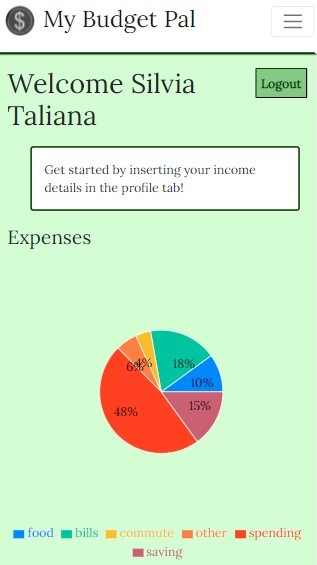 $ My Budget Pal
Welcome Silvia
Taliana
Logout
Get started by inserting your income
details in the profile tab!
Expenses
4%
18%
6%
10%
15%
48%
food bills commute other spending
saving